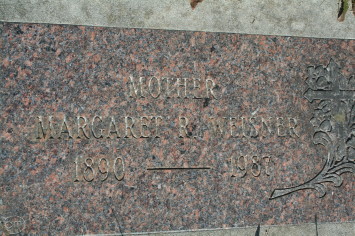 MOTHER
MARGARET R. WEISNER
1890 — 1987